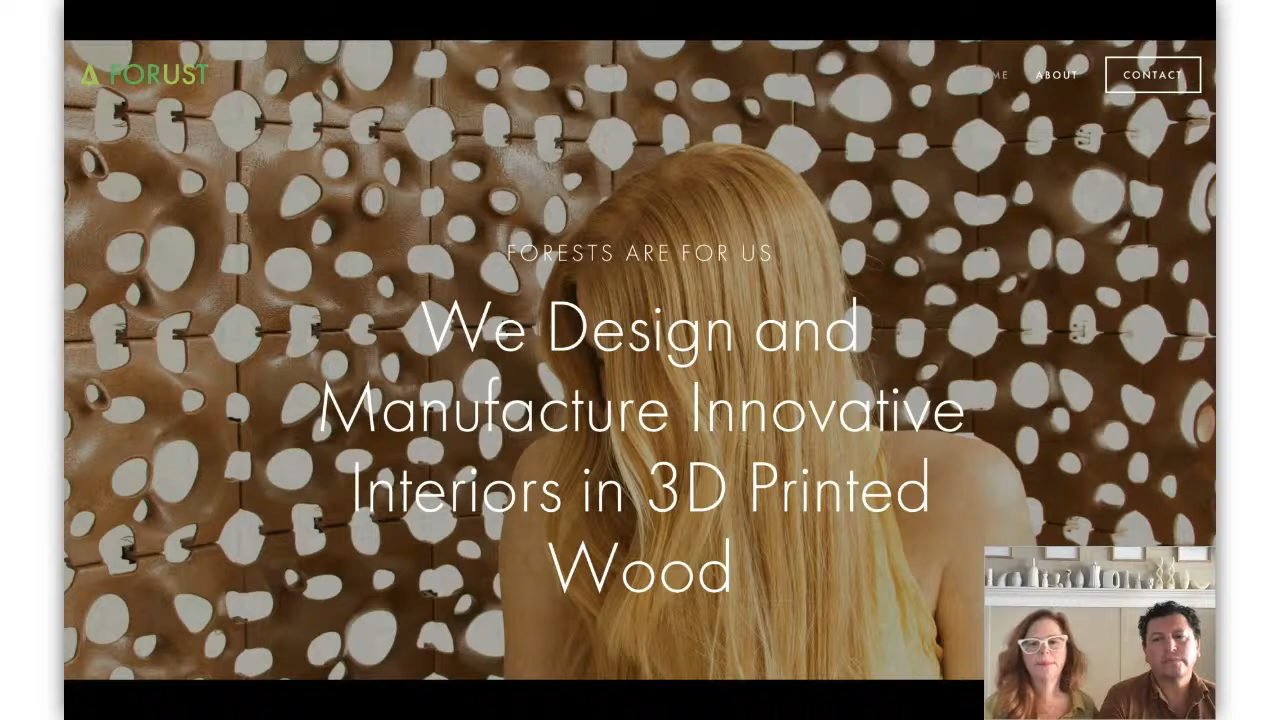 FORUST
ABOUT
CONTACT
FORESTS ARE FOR US
We Design and
Manufacture Innovative
Interiors in 3D Printed
Wood